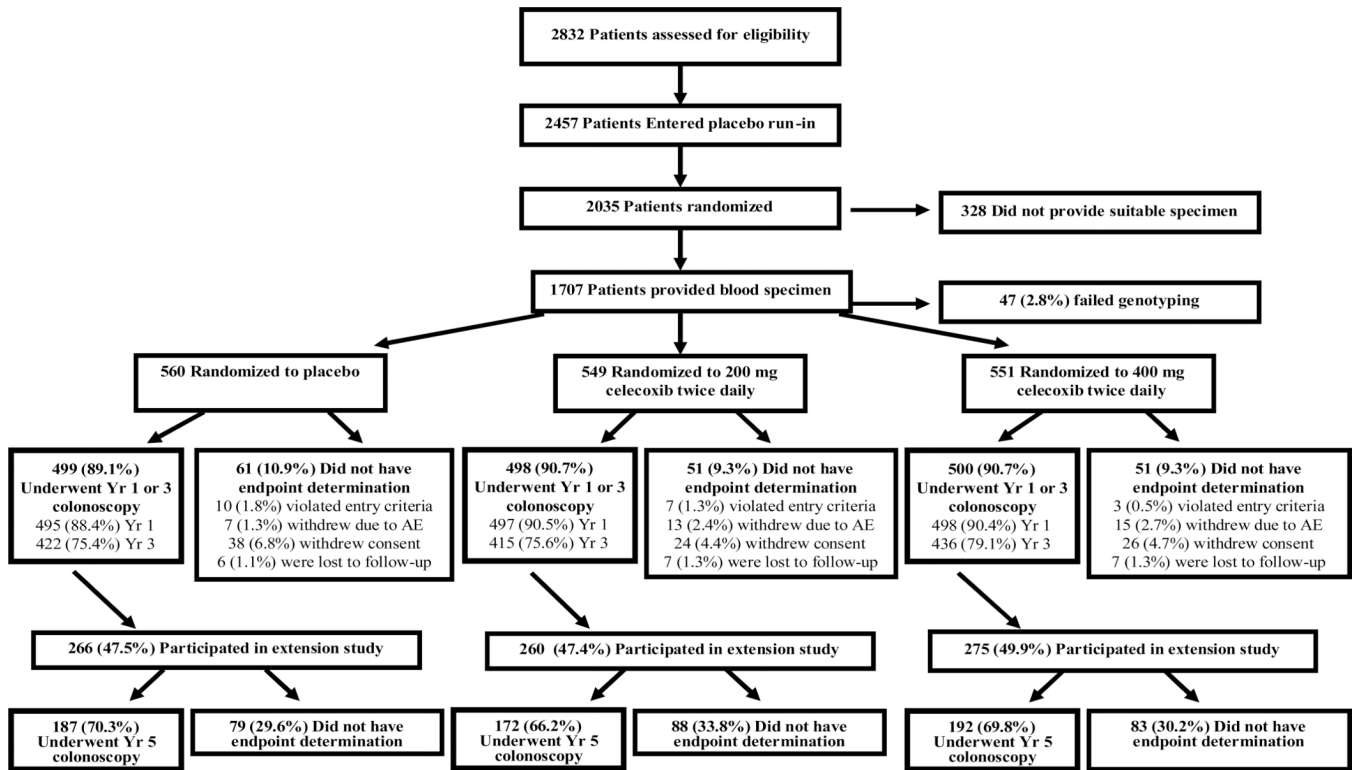 2832 Patients assessed for eligibility
2457 Patients Entered placebo run-in
2035 Patients randomized
328 Did not provide suitable specimen
1707 Patients provided blood specimen
47 (2.8%) failed genotyping
560 Randomized to placebo
549 Randomized to 200 mg
celecoxib twice daily
551 Randomized to 400 mg
celecoxib twice daily
499 (89.1%)
Underwent Yr 1 or 3
colonoscopy
495 (88.4%) Yr 1
422 (75.4%) Yr 3
61 (10.9%) Did not have
endpoint determination
10 (1.8%) violated entry criteria
7 (1.3%) withdrew due to AE
38 (6.8%) withdrew consent
6 (1.1%) were lost to follow-up
498 (90.7%)
Underwent Yr 1 or 3
colonoscopy
497 (90.5%) Yr 1
415 (75.6%) Yr 3
51 (9.3%) Did not have
endpoint determination
7 (1.3%) violated entry criteria
13 (2.4%) withdrew due to AE
24 (4.4%) withdrew consent
7 (1.3%) were lost to follow-up
500 (90.7%)
Underwent Yr 1 or 3
colonoscopy
498 (90.4%) Yr 1
436 (79.1%) Yr 3
51 (9.3%) Did not have
endpoint determination
3 (0.5%) violated entry criteria
15 (2.7%) withdrew due to AE
26 (4.7%) withdrew consent
7 (1.3%) were lost to follow-up
266 (47.5%) Participated in extension study
260 (47.4%) Participated in extension study
275 (49.9%) Participated in extension study
187 (70.3%)
Underwent Yr 5
colonoscopy
79 (29.6%) Did not have
endpoint determination
172 (66.2%)
Underwent Yr 5
colonoscopy
88 (33.8%) Did not have
endpoint determination
192 (69.8%)
Underwent Yr 5
colonoscopy
83 (30.2%) Did not have
endpoint determination